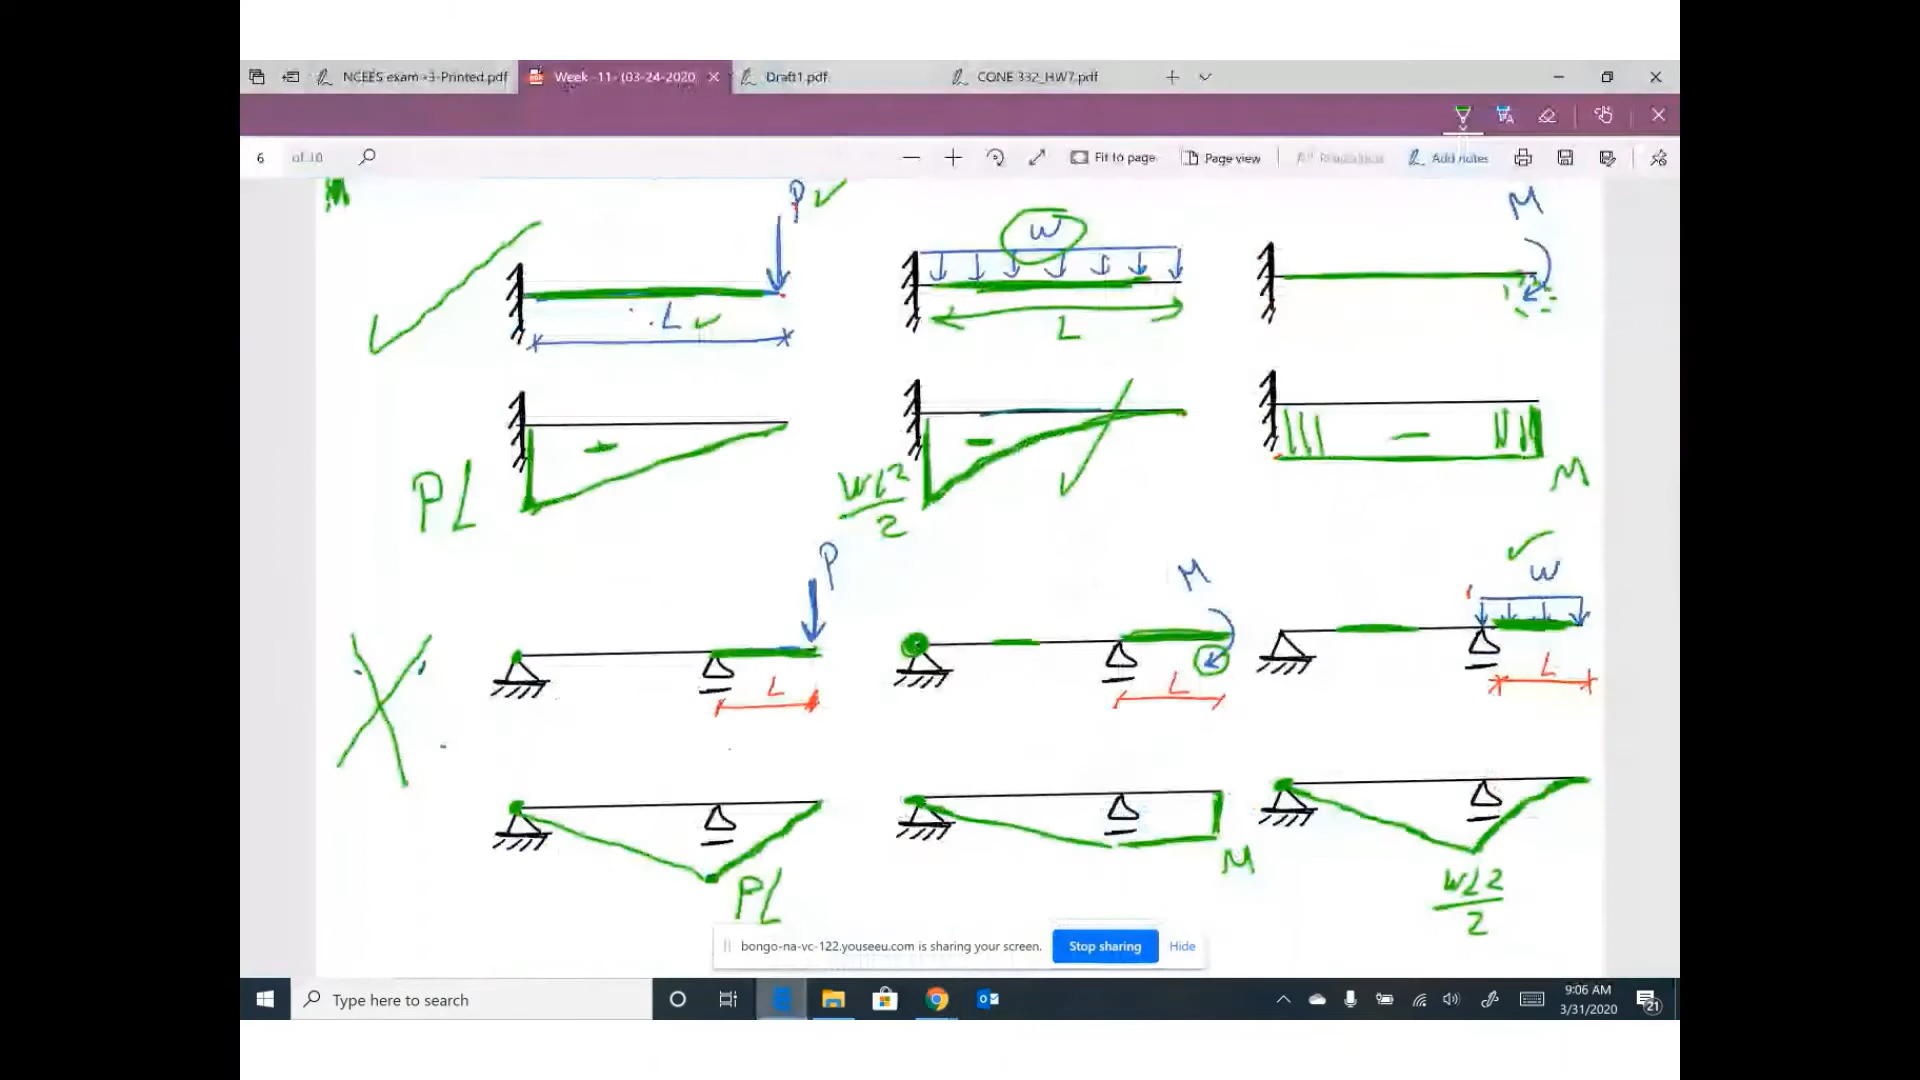 NCEES exam -3-Printed.pdf
Week -11- (03-24-2020)
Draft1.pdf
CONE 332_HW7.pdf
6 of 10
Fit to page
Page view
Add notes
M
P
W
M
L
L
PL
WL2
2
M
P
M
W
L
L
L
PL
M
WL2
2
bongo-na-vc-122.youseeu.com is sharing your screen.
Stop sharing
Hide
Type here to search
9:06 AM
3/31/2020
21